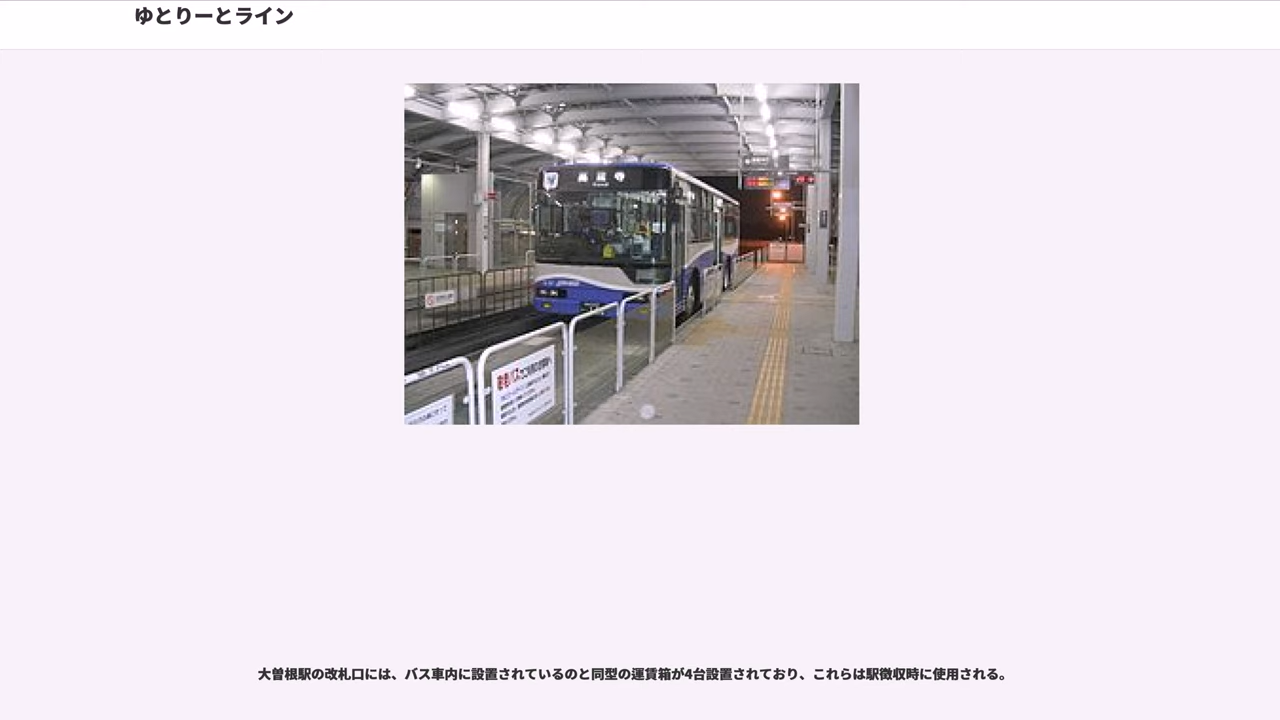 ゆとりーとライン
高蔵寺
大曽根駅の改札口には、バス車内に設置されているのと同型の運賃箱が4台設置されており、これらは駅徴収時に使用される。